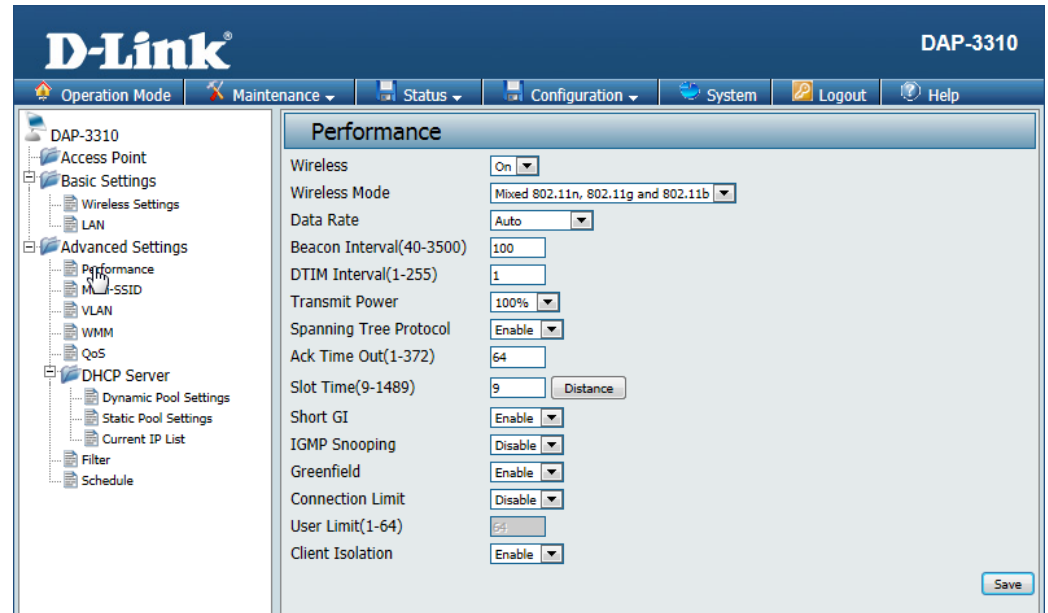 D-Link®
DAP-3310
Operation Mode Maintenance Status Configuration System Logout Help
DAP-3310
Access Point
Basic Settings
Wireless Settings
LAN
Advanced Settings
Performance
-SSID
VLAN
WMM
QoS
DHCP Server
Dynamic Pool Settings
Static Pool Settings
Current IP List
Filter
Schedule
Performance
Wireless On
Wireless Mode Mixed 802.11n, 802.11g and 802.11b
Data Rate Auto
Beacon Interval(40-3500) 100
DTIM Interval(1-255) 1
Transmit Power 100%
Spanning Tree Protocol Enable
Ack Time Out(1-372) 64
Slot Time(9-1489) 9 Distance
Short GI Enable
IGMP Snooping Disable
Greenfield Enable
Connection Limit Disable
User Limit(1-64) 64
Client Isolation Enable
Save